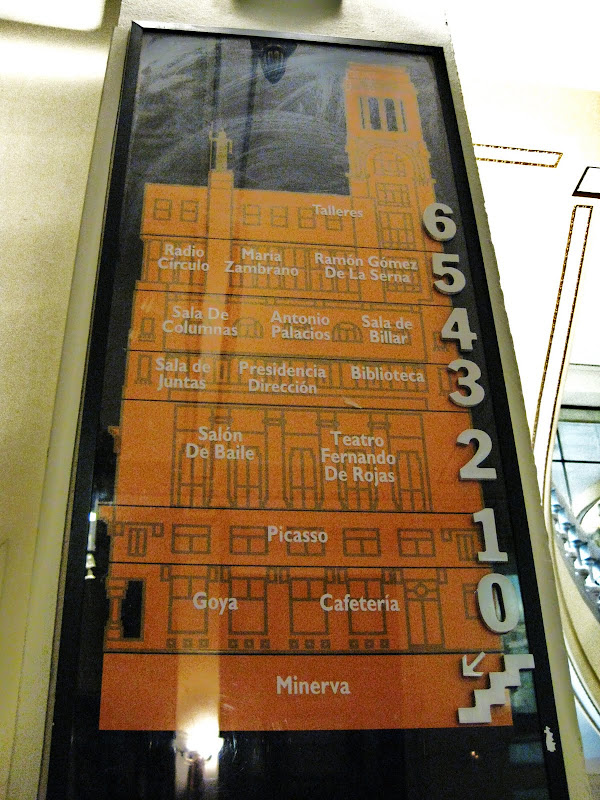 Talleres
6
Radio
Círculo
María
Zambrano
Ramón Gómez
De La Serna
5
Sala De
Columnas
Antonio
Palacios
Sala de
Billar
4
Sala de
Juntas
Presidencia
Dirección
Biblioteca
3
Salón
De Baile
Teatro
Fernando
De Rojas
2
Picasso
1
Goya
Cafetería
0
Minerva